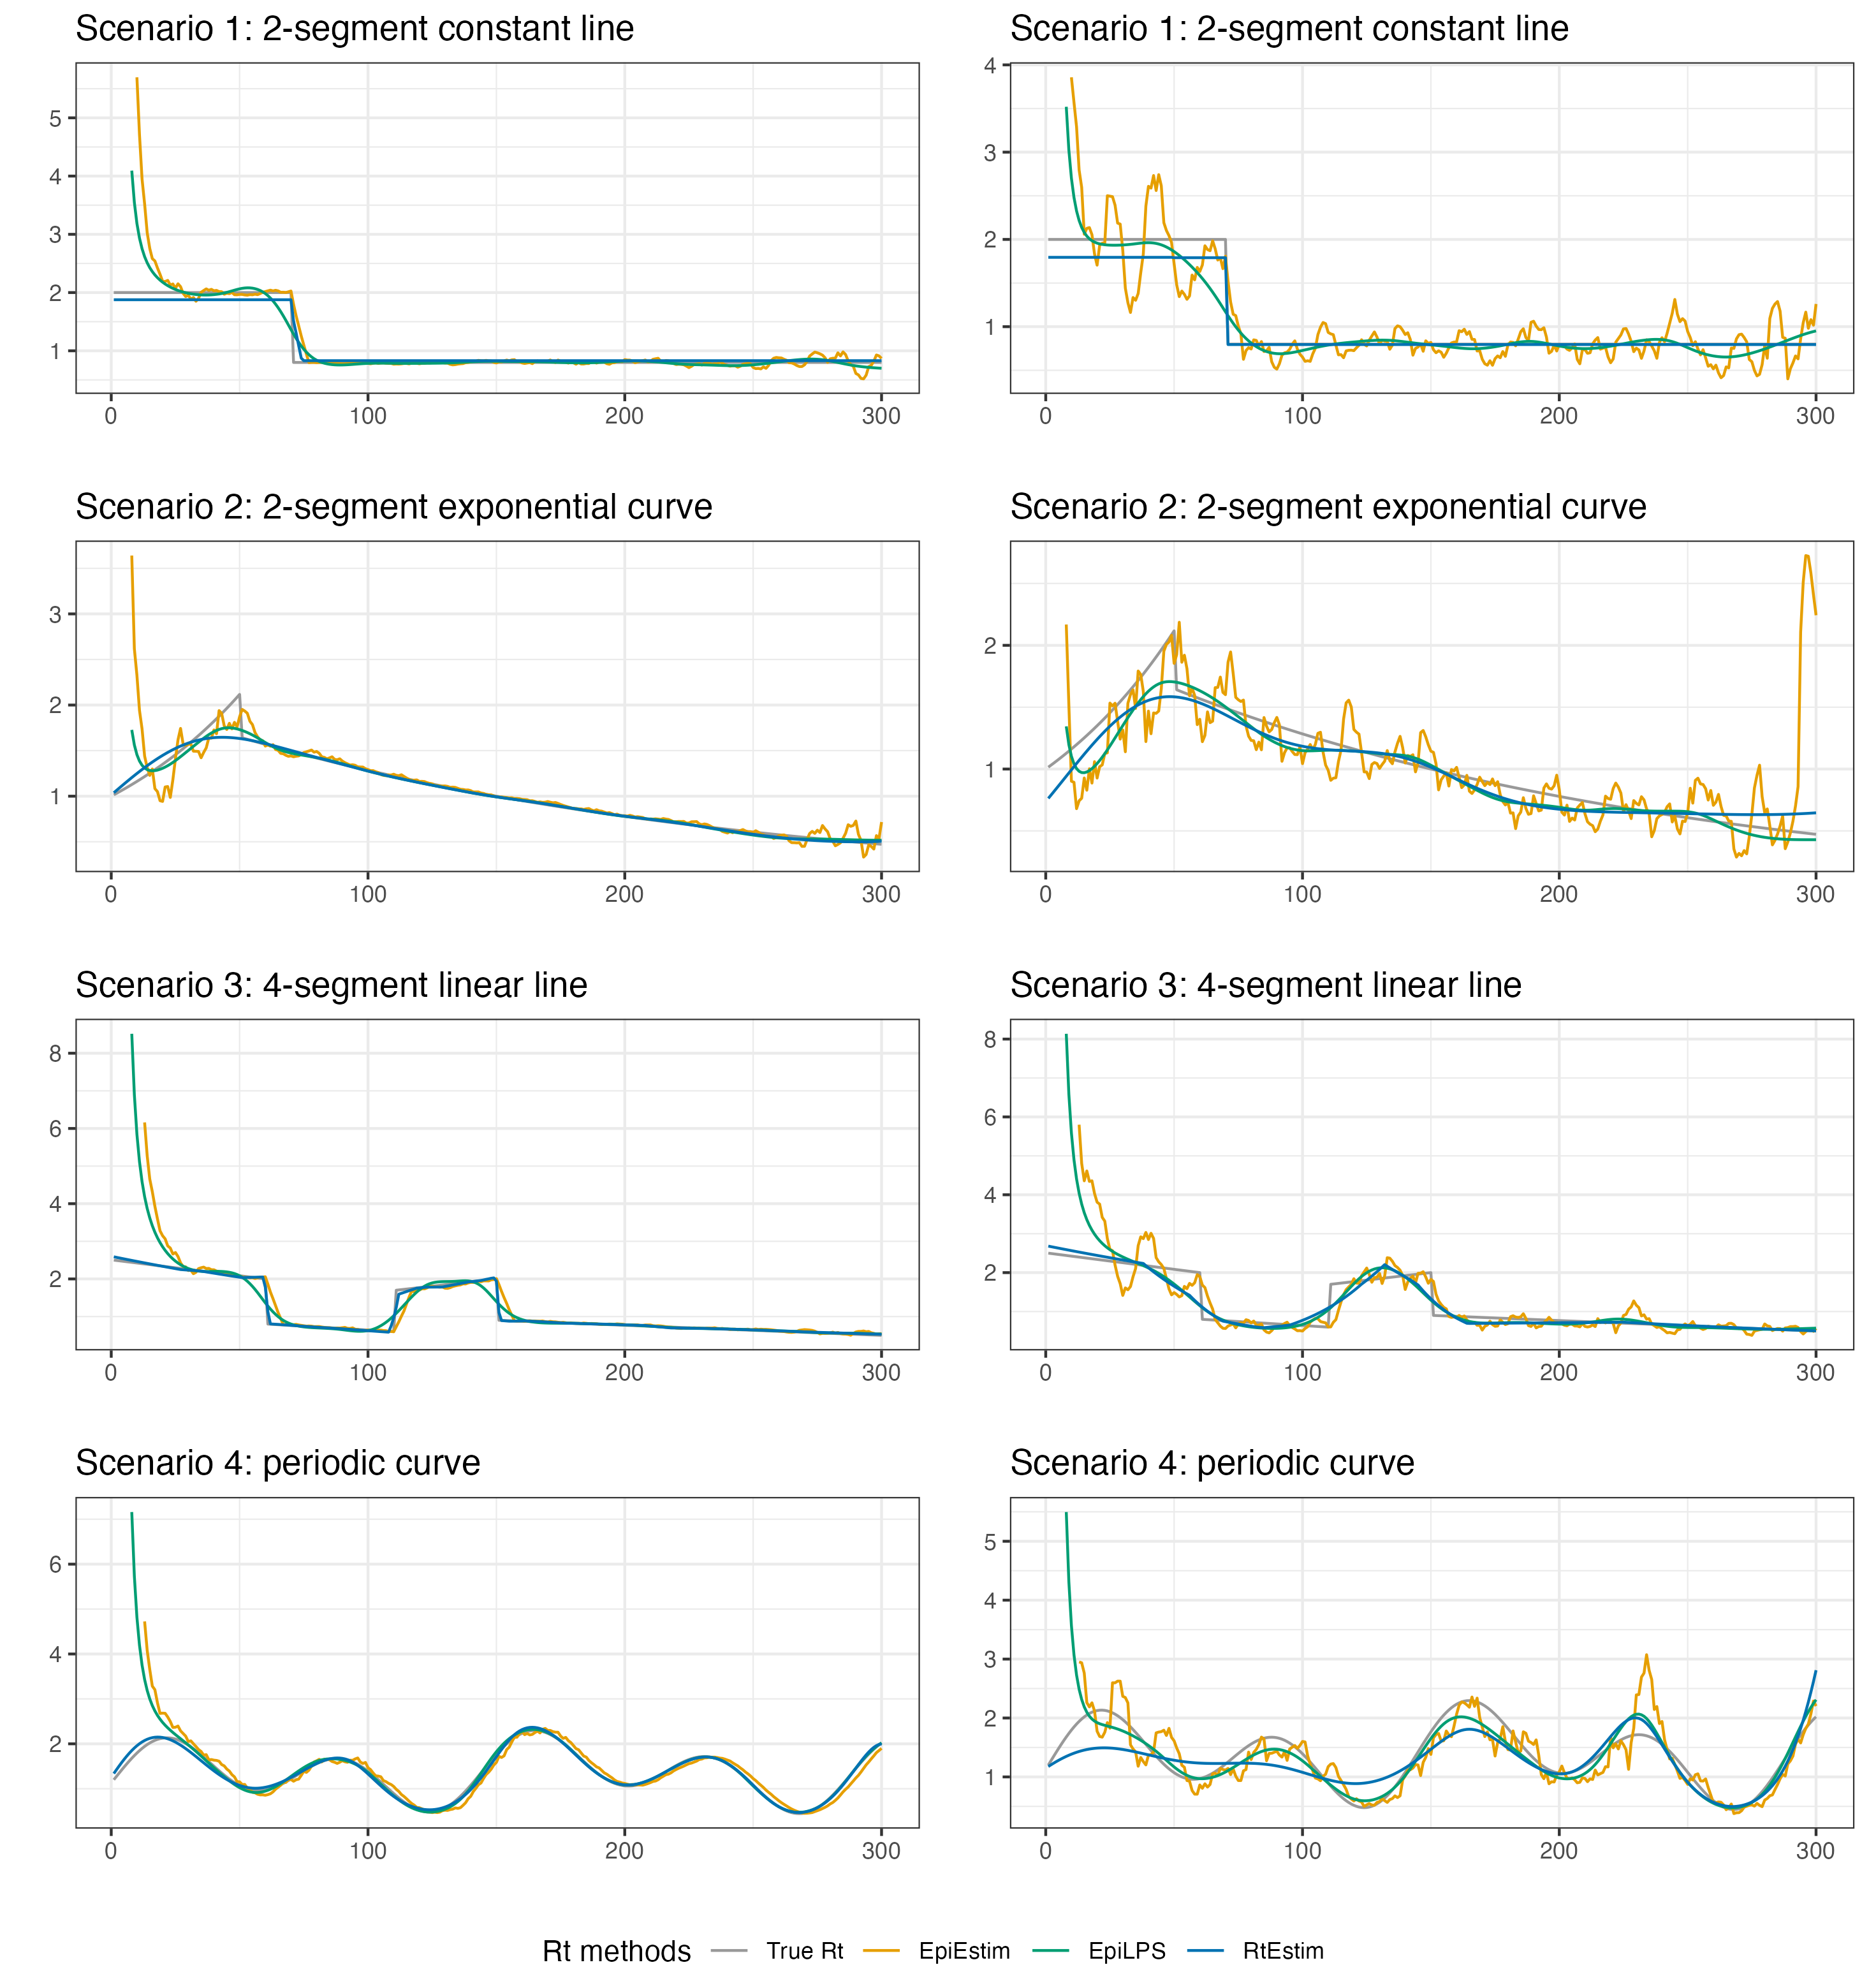 Scenario 1: 2-segment constant line
5
4
3
2
1
0 100 200 300
Scenario 1: 2-segment constant line
4
3
2
1
0 100 200 300
Scenario 2: 2-segment exponential curve
3
2
1
0 100 200 300
Scenario 2: 2-segment exponential curve
2
1
0 100 200 300
Scenario 3: 4-segment linear line
8
6
4
2
0 100 200 300
Scenario 3: 4-segment linear line
8
6
4
2
0 100 200 300
Scenario 4: periodic curve
6
4
2
0 100 200 300
Scenario 4: periodic curve
5
4
3
2
1
0 100 200 300
Rt methods True Rt EpiEstim EpiLPS RtEstim